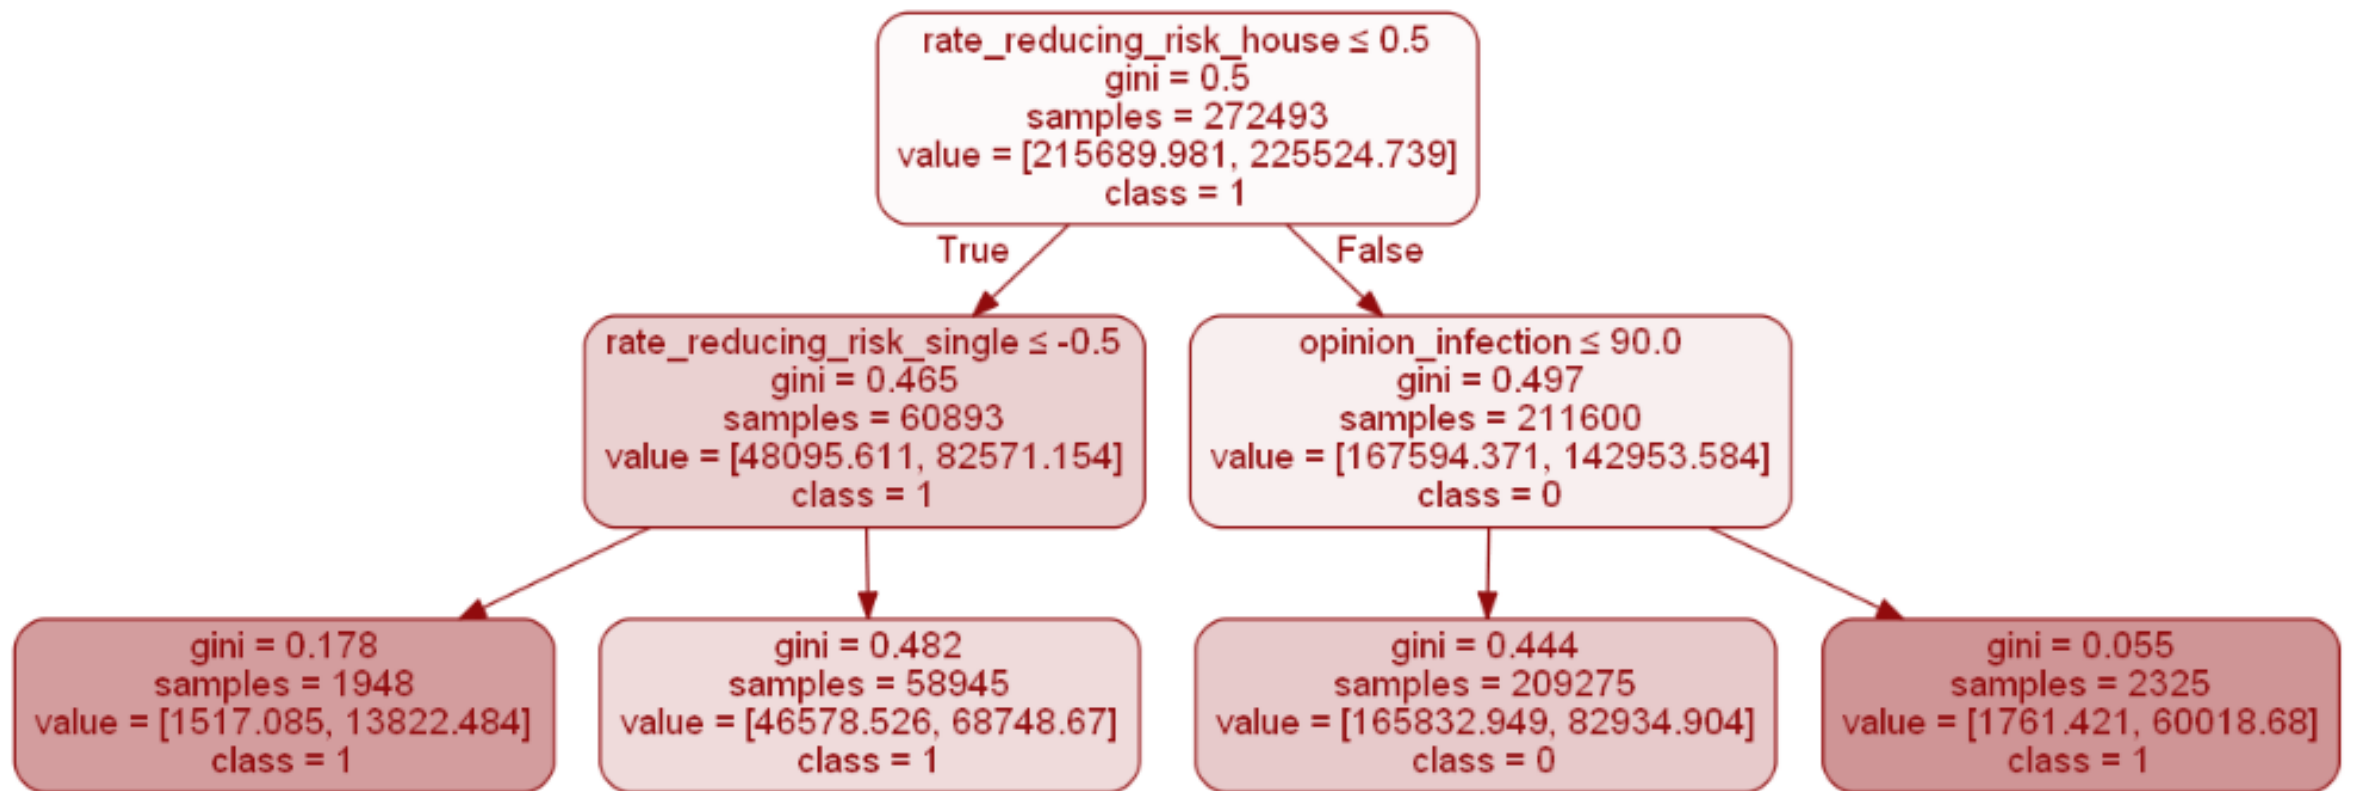 rate_reducing_risk_house ≤ 0.5
gini = 0.5
samples = 272493
value = [215689.981, 225524.739]
class = 1
True
False
rate_reducing_risk_single ≤ -0.5
gini = 0.465
samples = 60893
value = [48095.611, 82571.154]
class = 1
opinion_infection ≤ 90.0
gini = 0.497
samples = 211600
value = [167594.371, 142953.584]
class = 0
gini = 0.178
samples = 1948
value = [1517.085, 13822.484]
class = 1
gini = 0.482
samples = 58945
value = [46578.526, 68748.67]
class = 1
gini = 0.444
samples = 209275
value = [165832.949, 82934.904]
class = 0
gini = 0.055
samples = 2325
value = [1761.421, 60018.68]
class = 1